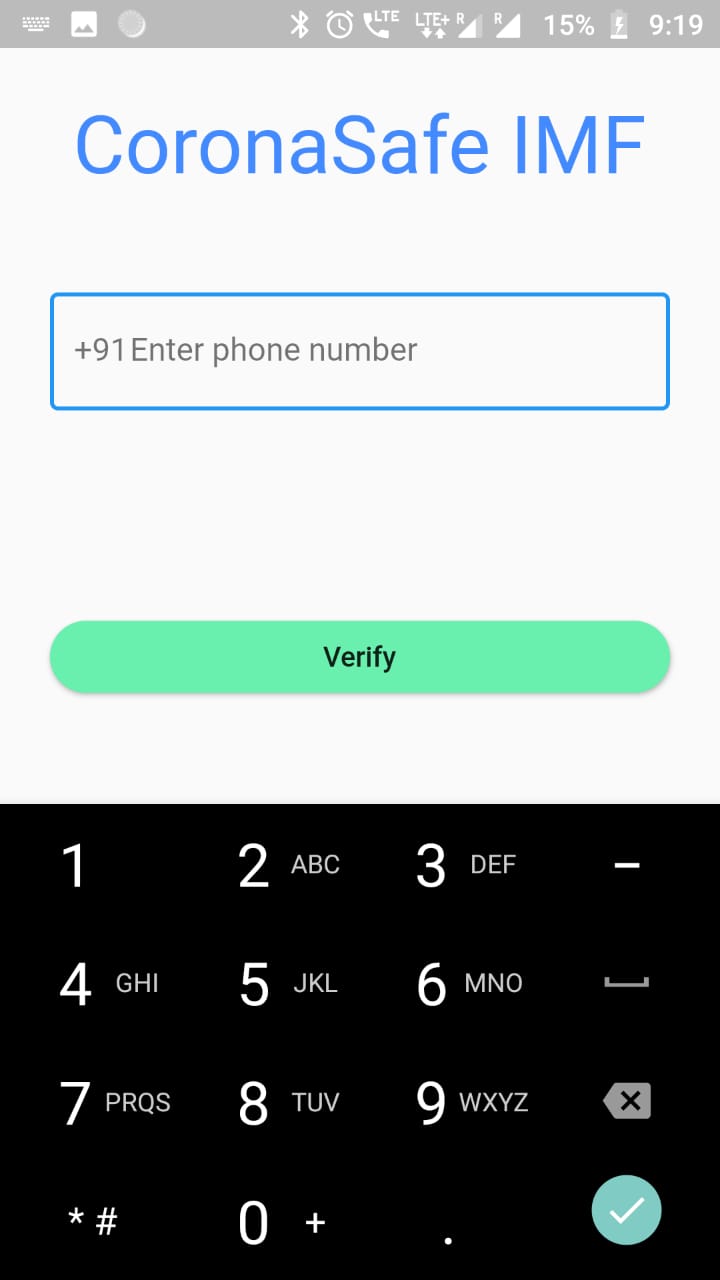 LTE LTE+ R R 15% 9:19
CoronaSafe IMF
+91 Enter phone number
Verify
1 2 ABC 3 DEF –
4 GHI 5 JKL 6 MNO
7 PRQS 8 TUV 9 WXYZ
* # 0 + .